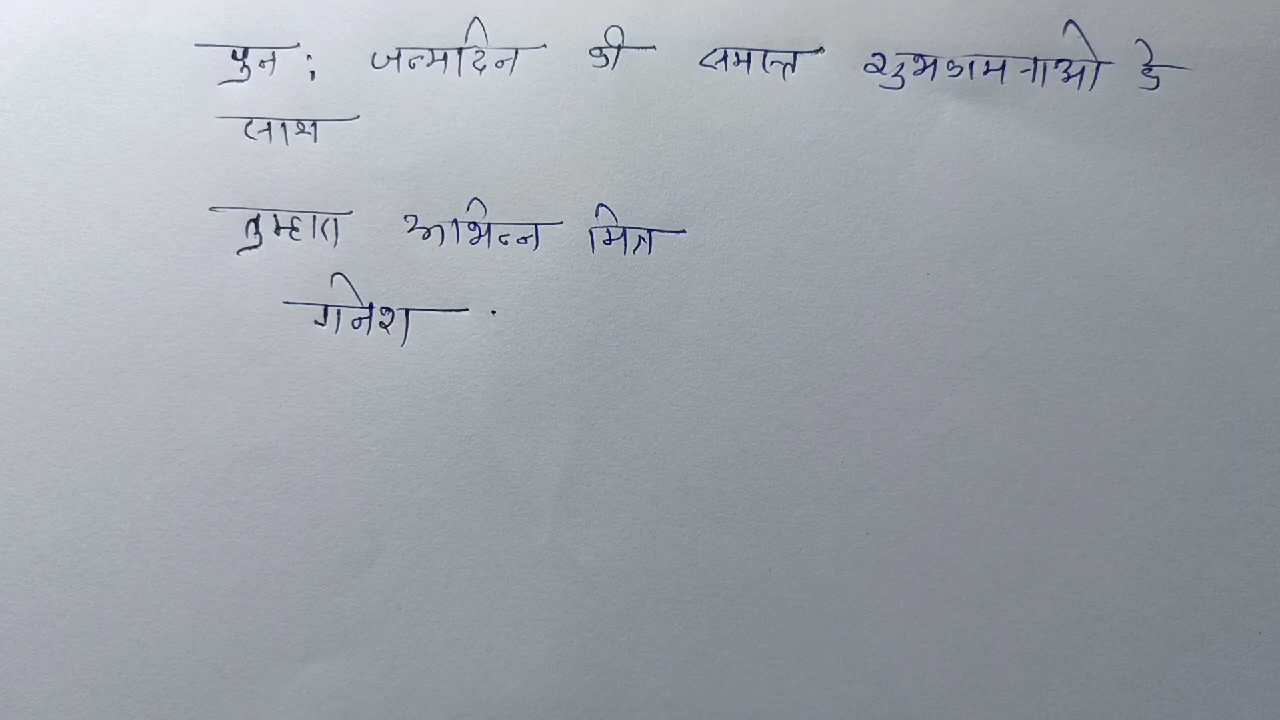 पुन: जन्मदिन की समस्त शुभकामनाओ के
साथ
तुम्हारा अभिन्न मित्र
गनेश .